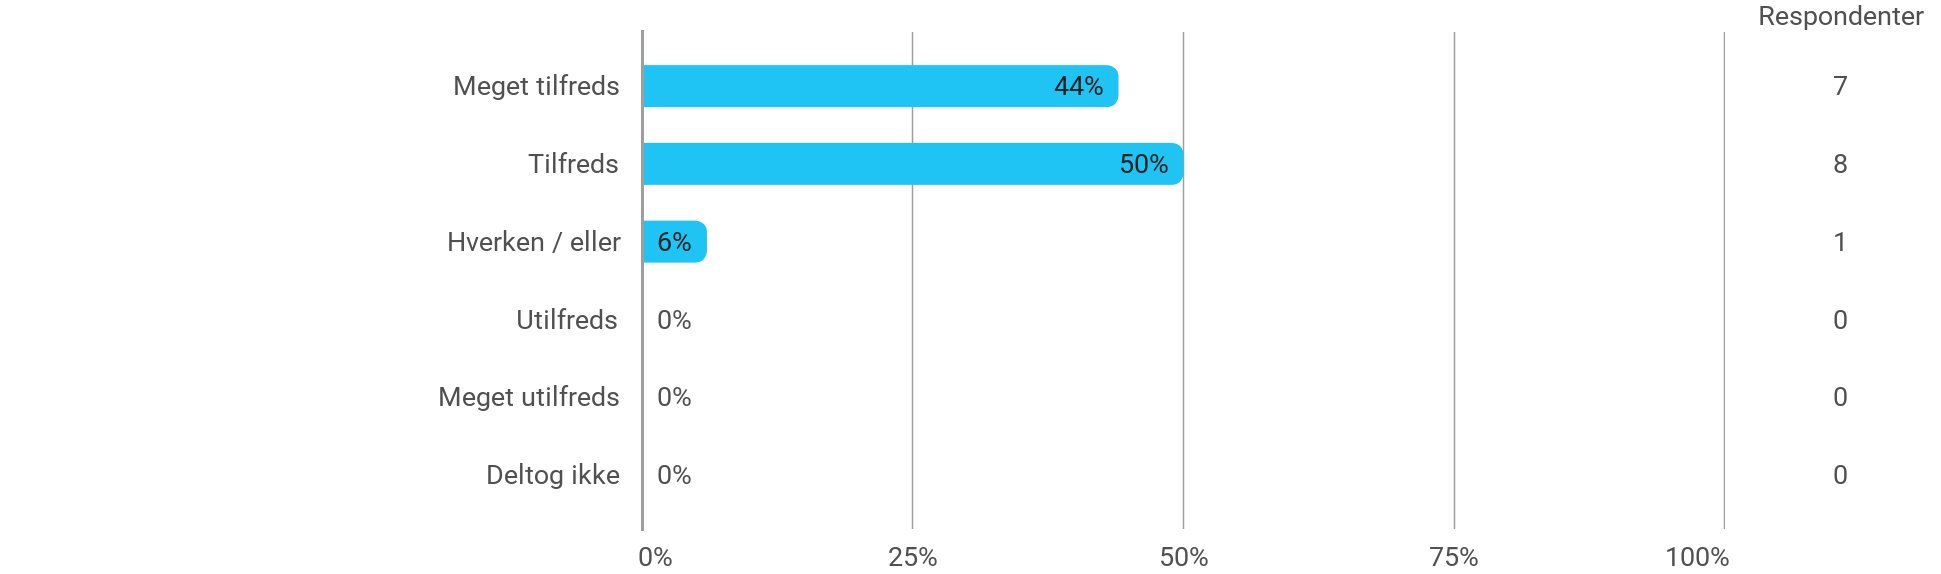 Respondenter
Meget tilfreds 44% 7
Tilfreds 50% 8
Hverken / eller 6% 1
Utilfreds 0% 0
Meget utilfreds 0% 0
Deltog ikke 0% 0
0% 25% 50% 75% 100%